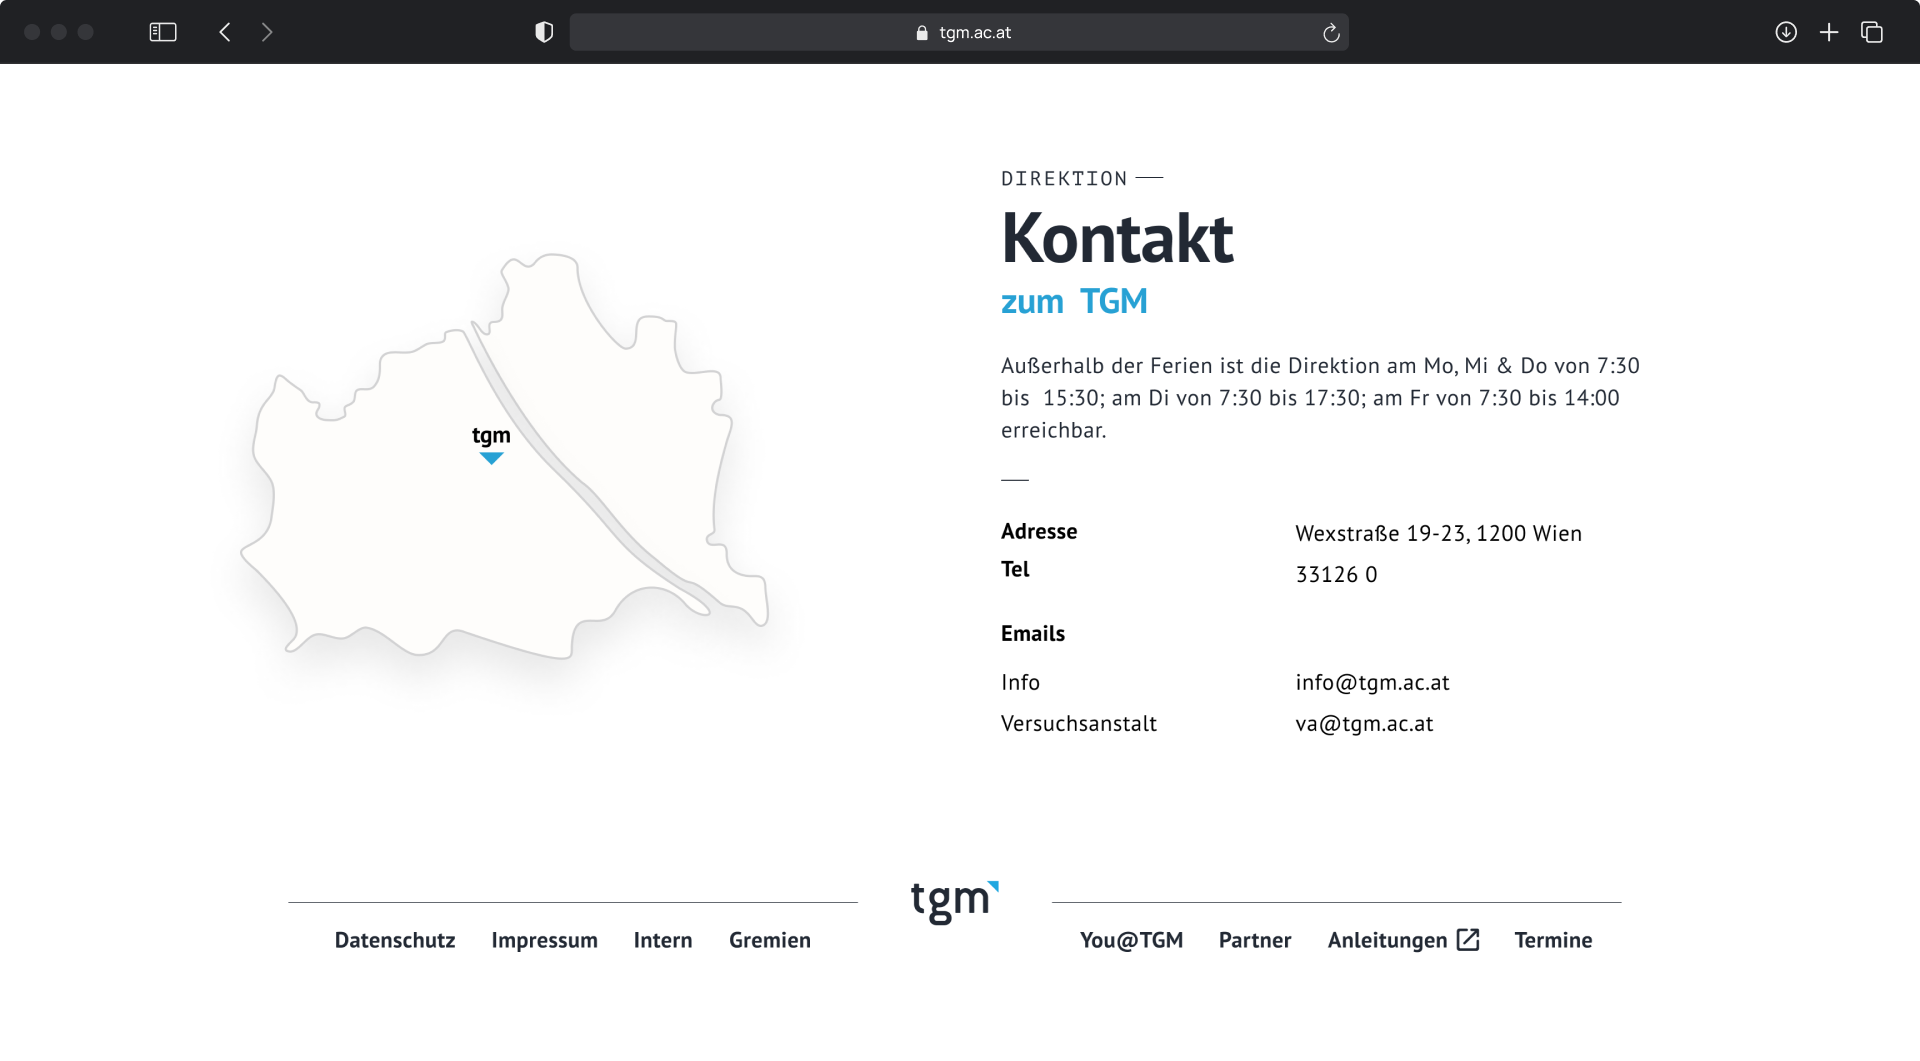 tgm.ac.at
DIREKTION
Kontakt
zum TGM
Außerhalb der Ferien ist die Direktion am Mo, Mi & Do von 7:30
bis 15:30; am Di von 7:30 bis 17:30; am Fr von 7:30 bis 14:00
erreichbar.
tgm
Adresse Wexstraße 19-23, 1200 Wien
Tel 33126 0
Emails
Info info@tgm.ac.at
Versuchsanstalt va@tgm.ac.at
tgm
Datenschutz Impressum Intern Gremien You@TGM Partner Anleitungen Termine